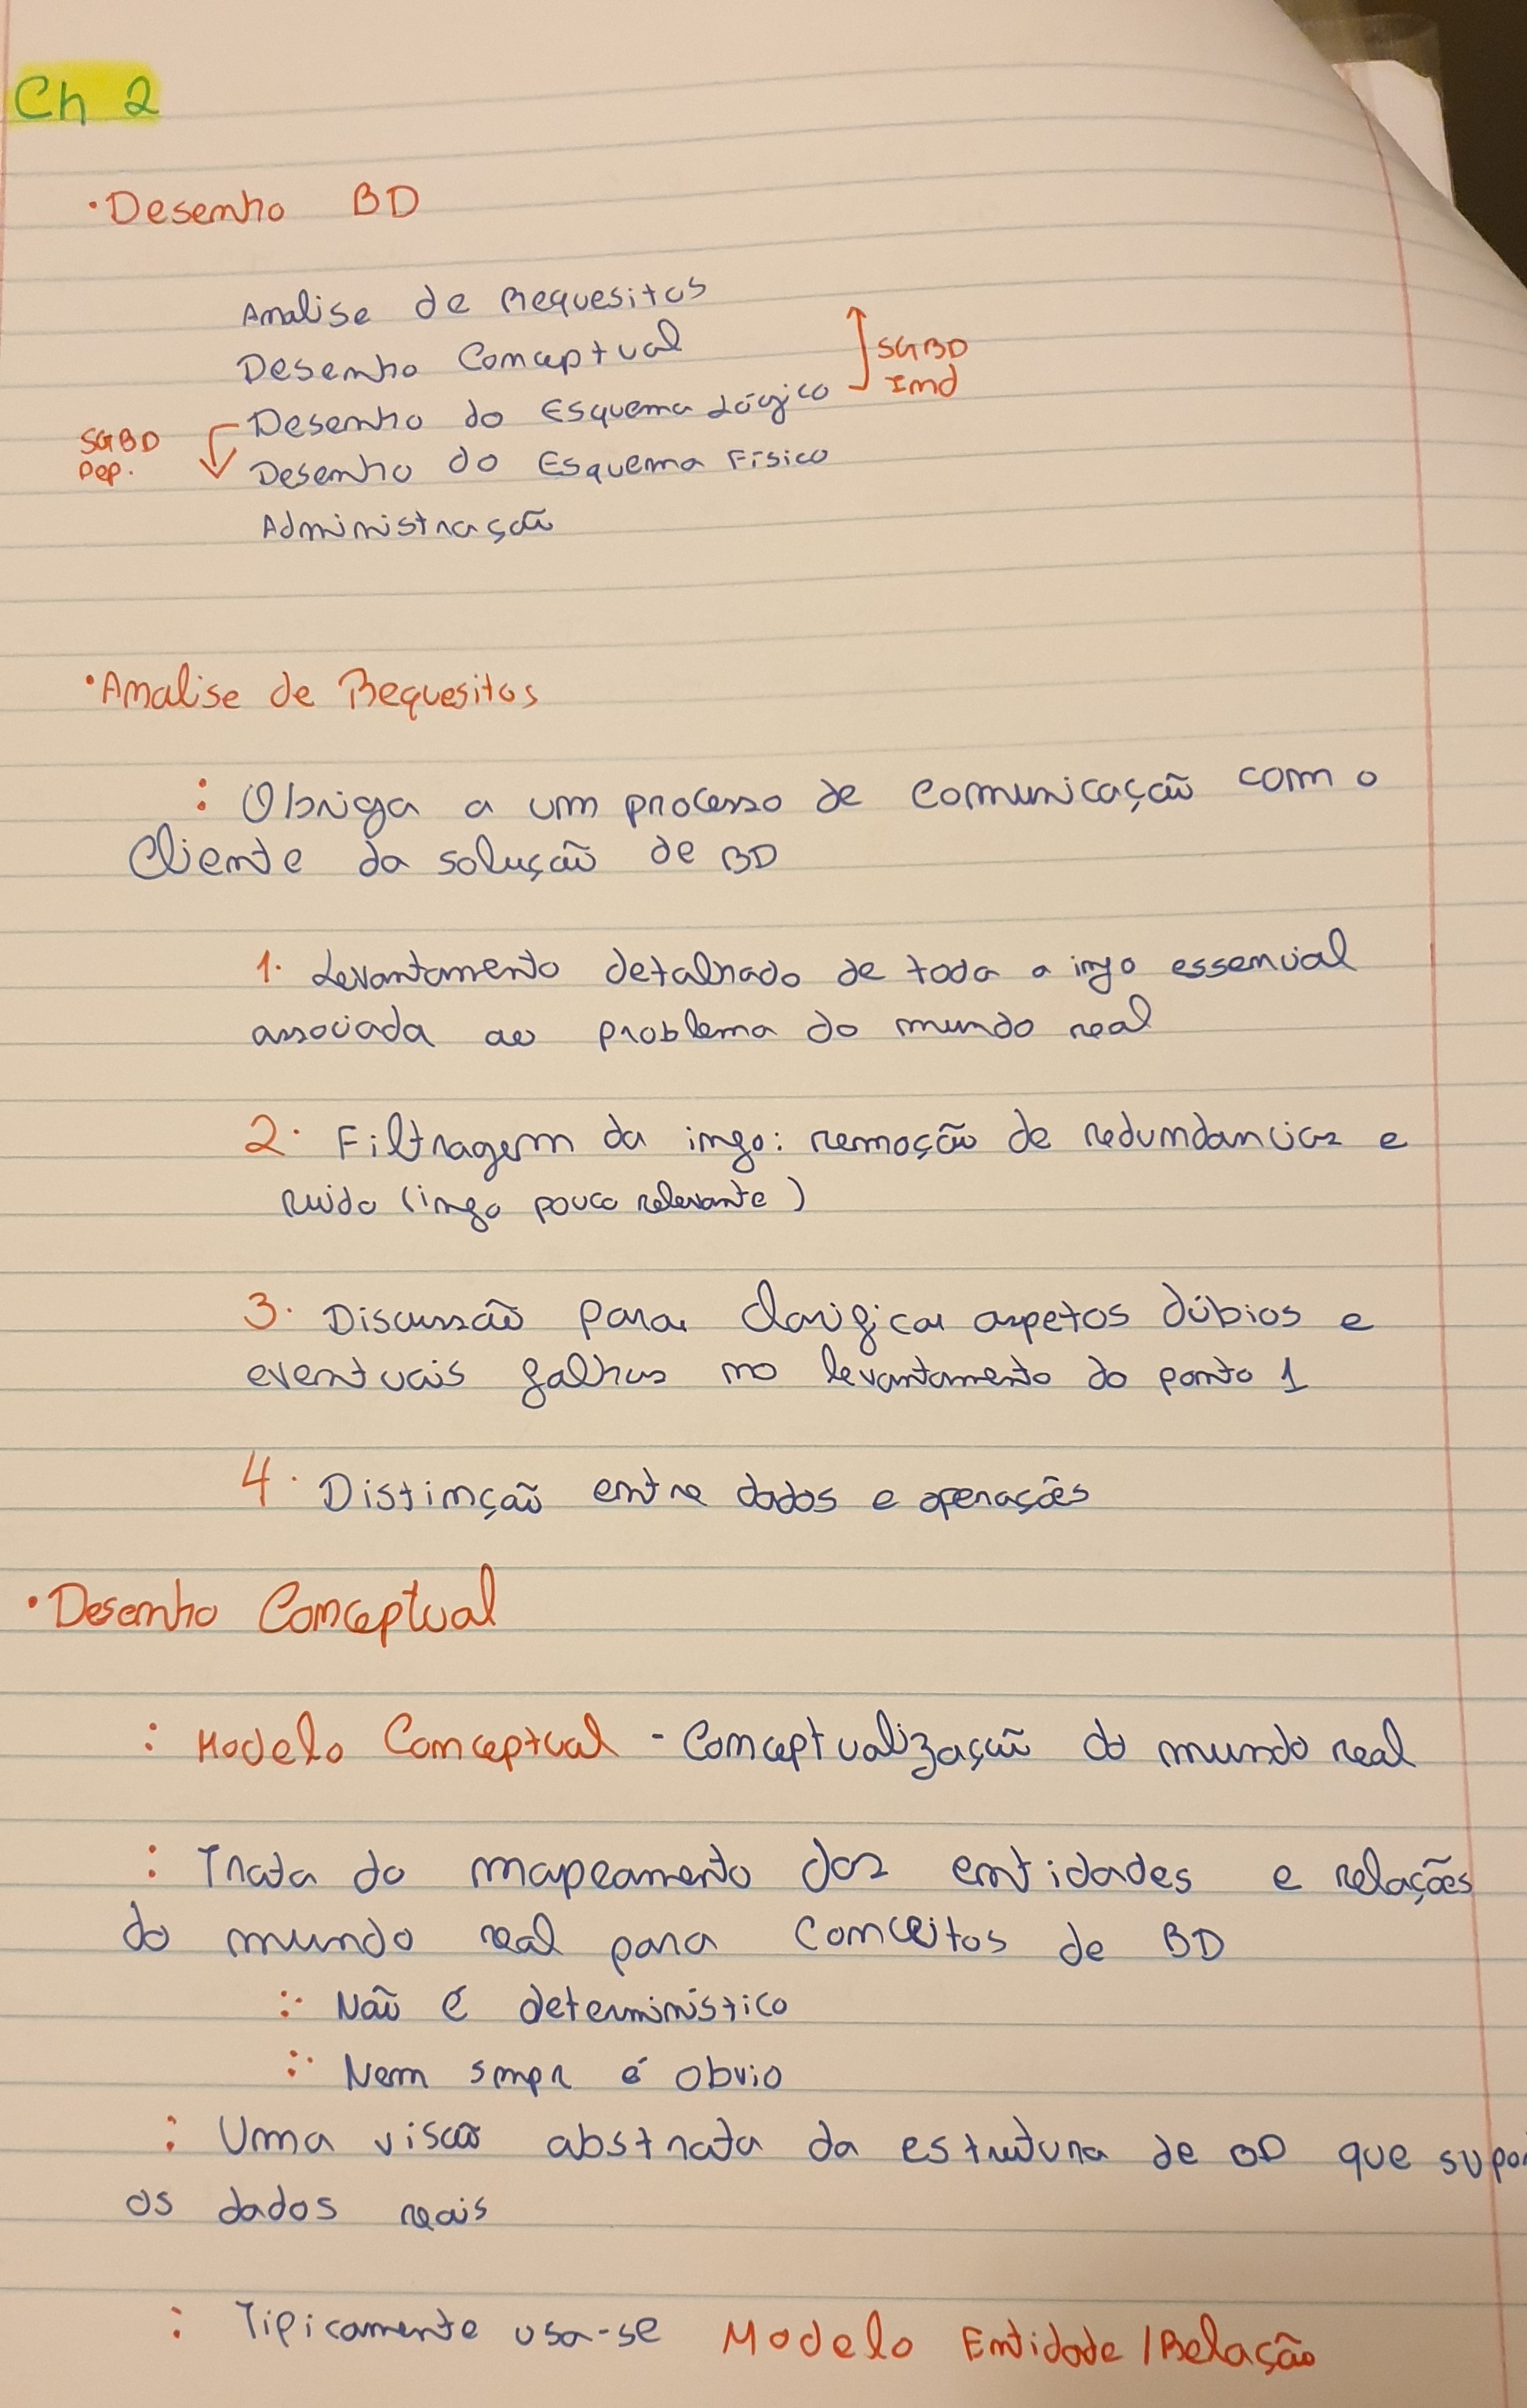 Ch 2
• Desenho BD
Analise de Requesitos
Desenho Conceptual
SGBD
Ind
Desenho do Esquema Lógico
SGBD
Dep.
Desenho do Esquema Físico
Administração
• Analise de Requesitos
: Obriga a um processo de comunicação com o
Cliente da solução de BD
1. Levantamento detalhado de toda a info essencial
associada ao problema do mundo real
2. Filtragem da info: remoção de redundancias e
ruido (info pouco relevante)
3. Discussão para clarificar aspetos dúbios e
eventuais falhas no levantamento do ponto 1
4. Distinção entre dados e operações
• Desenho Conceptual
: Modelo Conceptual - Conceptualização do mundo real
: Trata do mapeamento das entidades e relações
do mundo real para conceitos de BD
:· Não é determinístico
:· Nem smpr é obvio
: Uma visão abstrata da estrutura de BD que supor
os dados reais
: Tipicamente usa-se Modelo Entidade/Relação